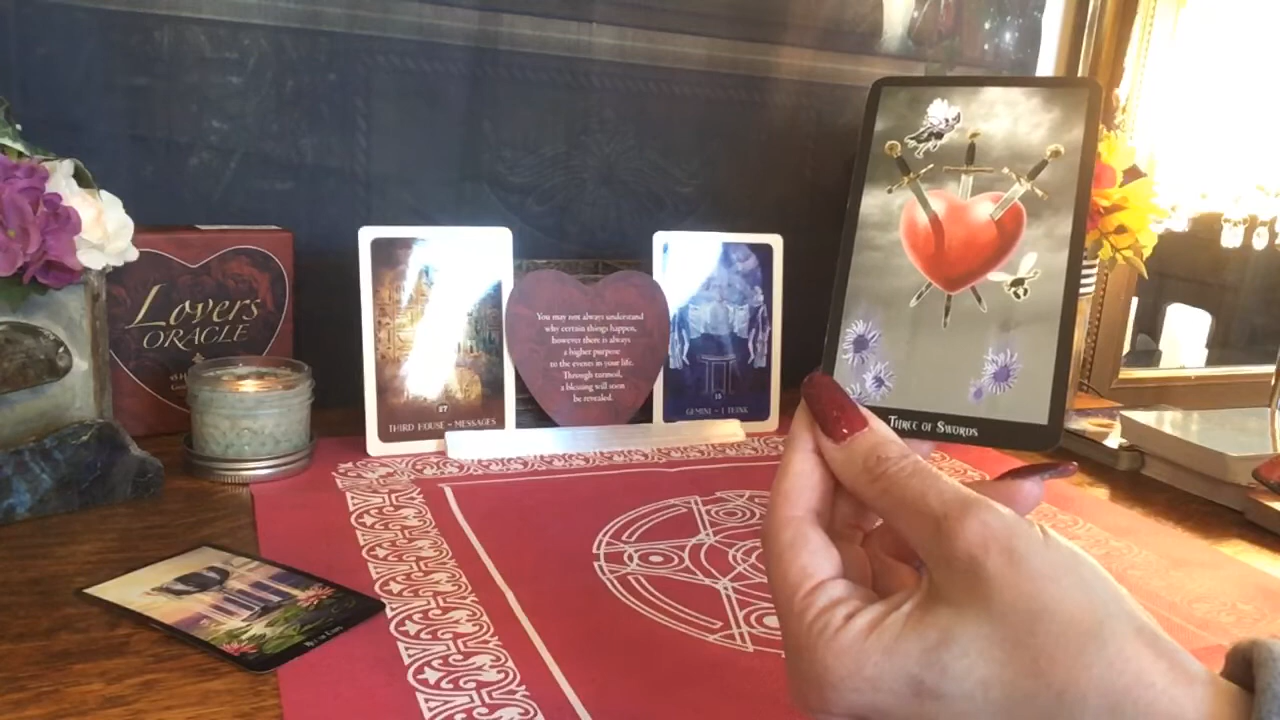 Lovers
ORACLE
27
THIRD HOUSE - MESSAGES
You may not always understand
why certain things happen,
however there is always
a higher purpose
to the events in your life.
Through turmoil,
a blessing will soon
be revealed.
15
GEMINI - I THINK
THREE OF SWORDS